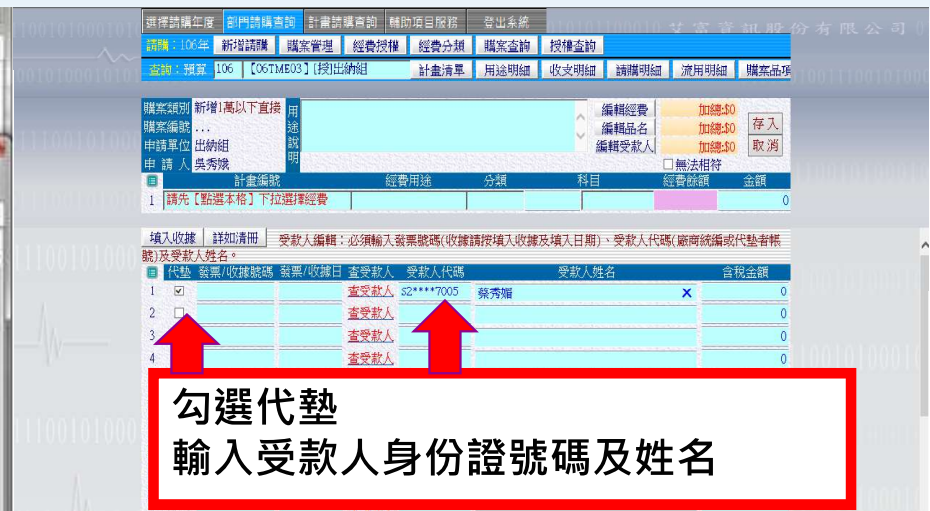 選擇請購年度 部門請購查詢 計畫請購查詢 輔助項目服務 登出系統
艾富資訊股份有限公司
請購：106年 新增請購 購案管理 經費授權 經費分類 購案查詢 授權查詢
查詢：預算 106 【06TME03】[授]出納組 計畫清單 用途明細 收支明細 請購明細 流用明細 購案品項
購案類別 新增1萬以下直接
購案編號 ...
申請單位 出納組
申 請 人 吳秀娥
用途說明
編輯經費 加總:$0
編輯品名 加總:$0
編輯受款人 加總:$0
存入
取消
無法相符
計畫編號 經費用途 分類 科目 經費餘額 金額
1 請先【點選本格】下拉選擇經費 0
填入收據 詳如清冊 受款人編輯：必須輸入發票號碼(收據請按填入收據及填入日期)、受款人代碼(廠商統編或代墊者帳
號)及受款人姓名。
代墊 發票/收據號碼 發票/收據日 查受款人 受款人代碼 受款人姓名 含稅金額
1 查受款人 S2****7005 蔡秀媚 X 0
2 查受款人 0
3 查受款人 0
4 查受款人 0
勾選代墊
輸入受款人身份證號碼及姓名